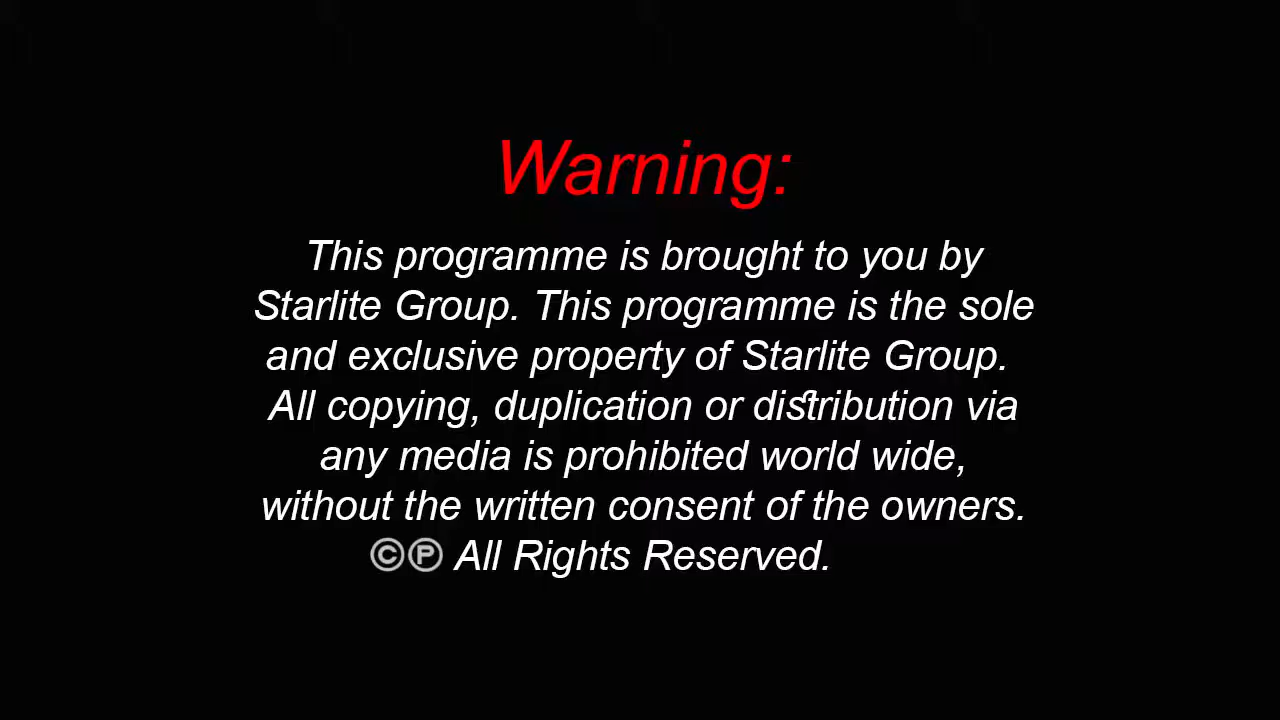 Warning:
This programme is brought to you by
Starlite Group. This programme is the sole
and exclusive property of Starlite Group.
All copying, duplication or distribution via
any media is prohibited world wide,
without the written consent of the owners.
©℗ All Rights Reserved.